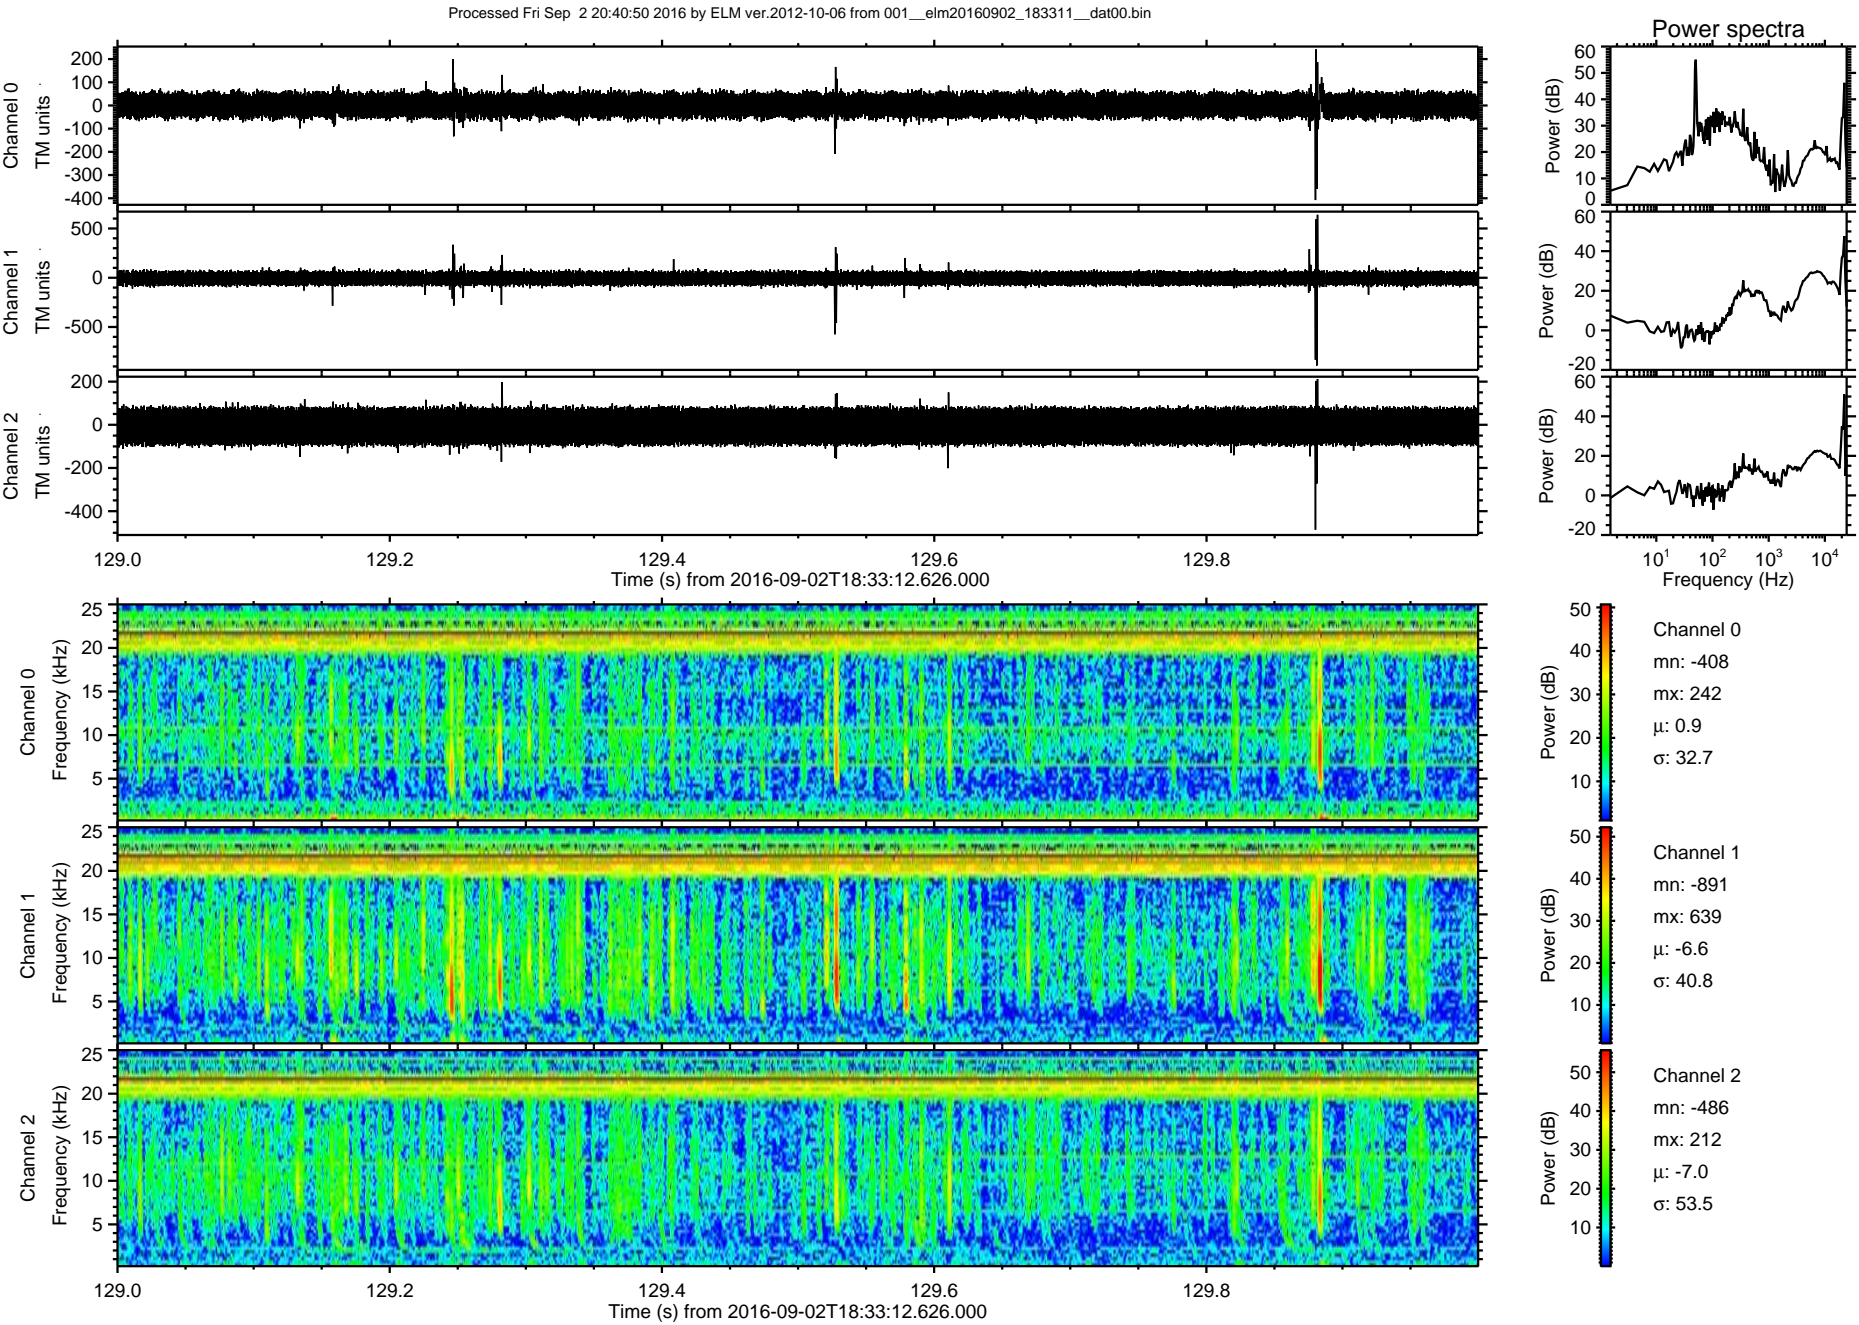 Processed Fri Sep  2 20:40:50 2016 by ELM ver.2012-10-06 from 001__elm20160902_183311__dat00.bin
Power spectra
Channel 0
TM units
200
100
0
-100
-200
-300
-400
Power (dB)
60
50
40
30
20
10
0
Channel 1
TM units
500
0
-500
Power (dB)
60
40
20
0
-20
Channel 2
TM units
200
0
-200
-400
Power (dB)
60
40
20
0
-20
129.0 129.2 129.4 129.6 129.8
Time (s) from 2016-09-02T18:33:12.626.000
10^1 10^2 10^3 10^4
Frequency (Hz)
Channel 0
Frequency (kHz)
25
20
15
10
5
Power (dB)
50
40
30
20
10
Channel 0
mn: -408
mx: 242
μ: 0.9
σ: 32.7
Channel 1
Frequency (kHz)
25
20
15
10
5
Power (dB)
50
40
30
20
10
Channel 1
mn: -891
mx: 639
μ: -6.6
σ: 40.8
Channel 2
Frequency (kHz)
25
20
15
10
5
Power (dB)
50
40
30
20
10
Channel 2
mn: -486
mx: 212
μ: -7.0
σ: 53.5
129.0 129.2 129.4 129.6 129.8
Time (s) from 2016-09-02T18:33:12.626.000